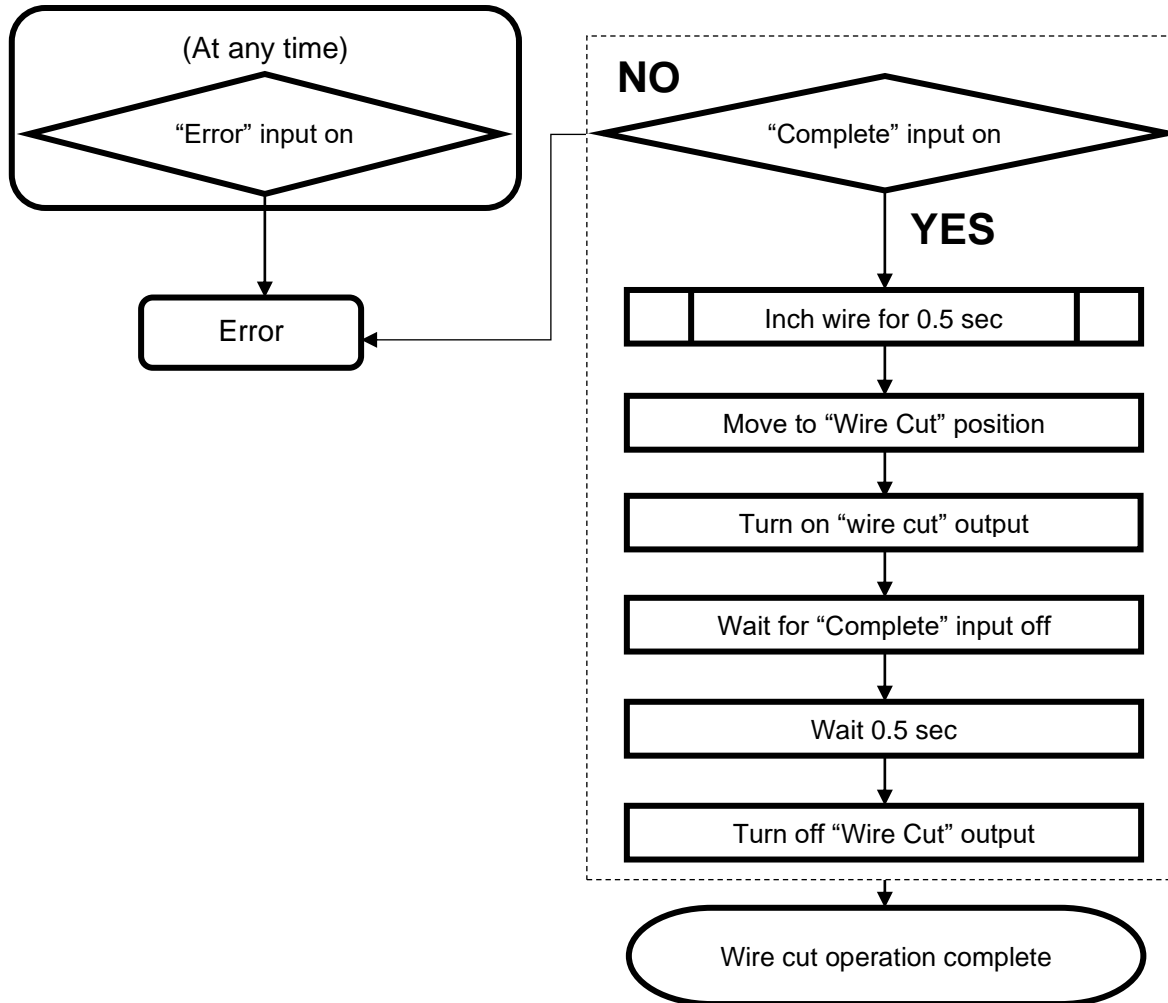 (At any time)
“Error” input on
Error
NO
“Complete” input on
YES
Inch wire for 0.5 sec
Move to “Wire Cut” position
Turn on “wire cut” output
Wait for “Complete” input off
Wait 0.5 sec
Turn off “Wire Cut” output
Wire cut operation complete